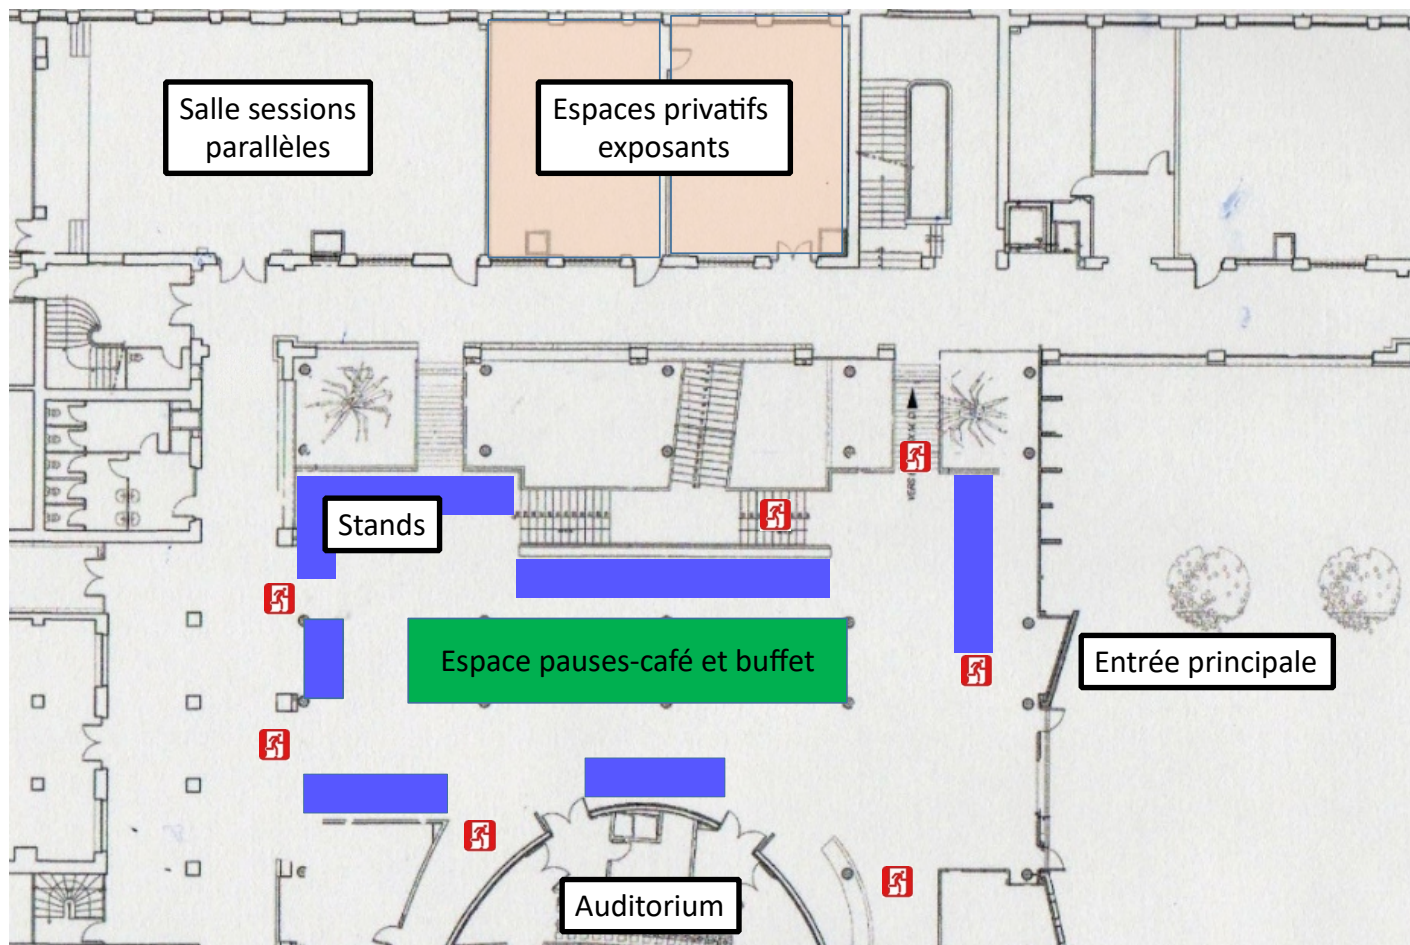 Salle sessions
parallèles
Espaces privatifs
exposants
Stands
Espace pauses-café et buffet
Entrée principale
Auditorium